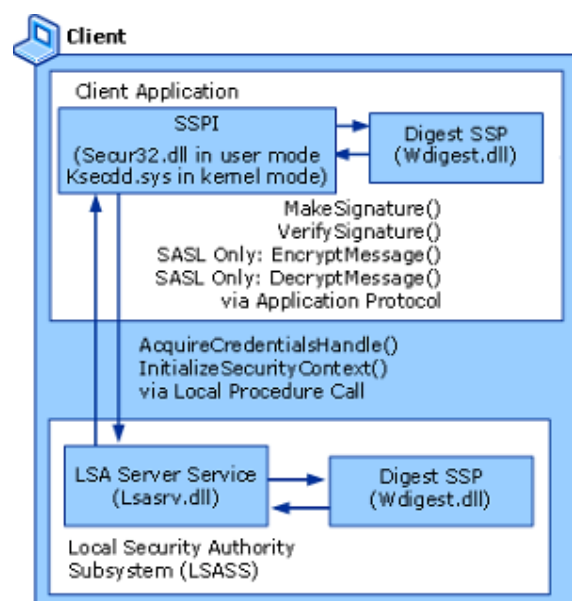 Client
Client Application
SSPI
(Secur32.dll in user mode
Ksecdd.sys in kernel mode)
Digest SSP
(Wdigest.dll)
MakeSignature()
VerifySignature()
SASL Only: EncryptMessage()
SASL Only: DecryptMessage()
via Application Protocol
AcquireCredentialsHandle()
InitializeSecurityContext()
via Local Procedure Call
LSA Server Service
(Lsasrv.dll)
Digest SSP
(Wdigest.dll)
Local Security Authority
Subsystem (LSASS)